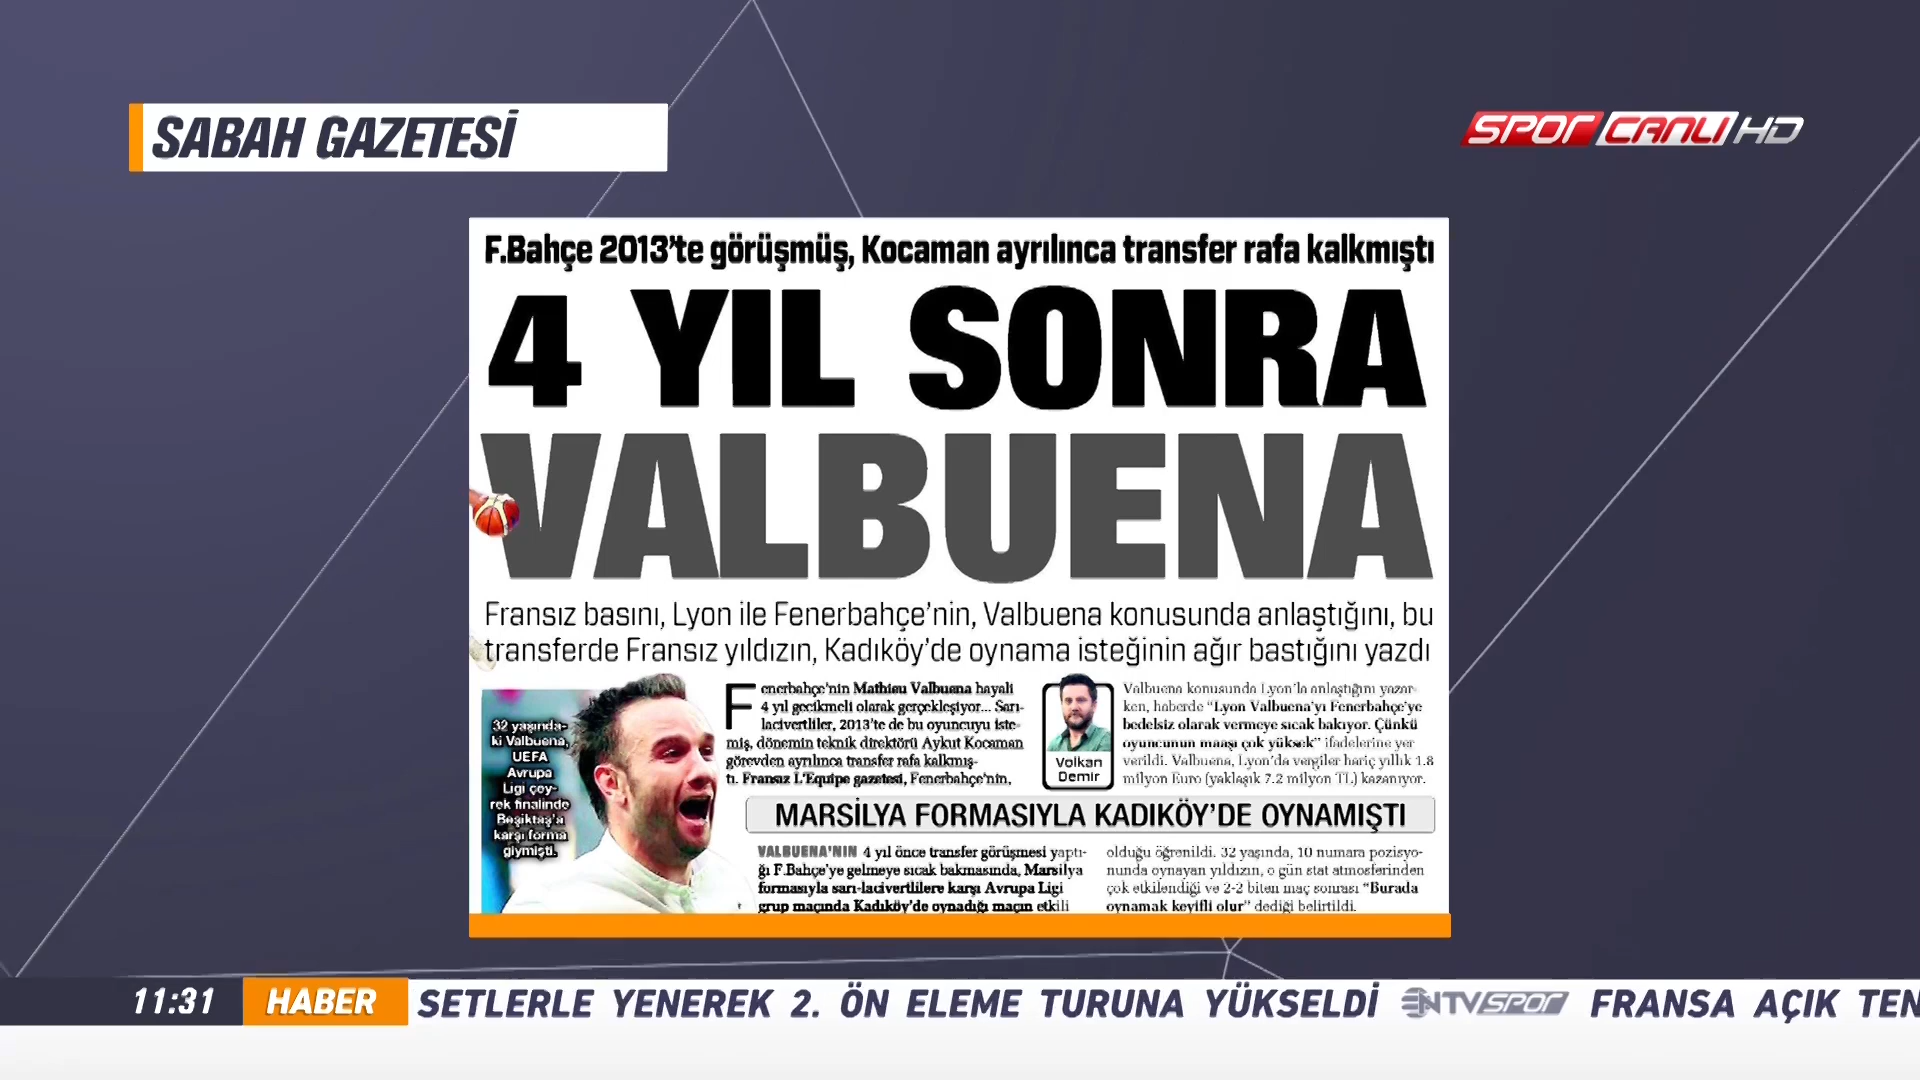 SABAH GAZETESİ
SPOR CANLI HD
F.Bahçe 2013’te görüşmüş, Kocaman ayrılınca transfer rafa kalkmıştı
4 YIL SONRA
VALBUENA
Fransız basını, Lyon ile Fenerbahçe’nin, Valbuena konusunda anlaştığını, bu
transferde Fransız yıldızın, Kadıköy’de oynama isteğinin ağır bastığını yazdı
32 yaşında-
ki Valbuena,
UEFA
Avrupa
Ligi çey-
rek finalinde
Beşiktaş’a
karşı forma
giymişti.
Fenerbahçe’nin Mathieu Valbuena hayali
4 yıl gecikmeli olarak gerçekleşiyor... Sarı-
lacivertliler, 2013’te de bu oyuncuyu iste-
miş, dönemin teknik direktörü Aykut Kocaman
görevden ayrılınca transfer rafa kalkmış-
tı. Fransız L’Equipe gazetesi, Fenerbahçe’nin,
Volkan
Demir
Valbuena konusunda Lyon’la anlaştığını yazar-
ken, haberde “Lyon Valbuena’yı Fenerbahçe’ye
bedelsiz olarak vermeye sıcak bakıyor. Çünkü
oyuncunun maaşı çok yüksek” ifadelerine yer
verildi. Valbuena, Lyon’da vergiler hariç yıllık 1.8
milyon Euro (yaklaşık 7.2 milyon TL) kazanıyor.
MARSİLYA FORMASIYLA KADIKÖY’DE OYNAMIŞTI
VALBUENA’NIN 4 yıl önce transfer görüşmesi yaptı-
ğı F.Bahçe’ye gelmeye sıcak bakmasında, Marsilya
formasıyla sarı-lacivertlilere karşı Avrupa Ligi
grup maçında Kadıköy’de oynadığı maçın etkili
olduğu öğrenildi. 32 yaşında, 10 numara pozisyo-
nunda oynayan yıldızın, o gün stat atmosferinden
çok etkilendiği ve 2-2 biten maç sonrası “Burada
oynamak keyifli olur” dediği belirtildi.
11:31 HABER SETLERLE YENEREK 2. ÖN ELEME TURUNA YÜKSELDİ NTVSPOR FRANSA AÇIK TEN